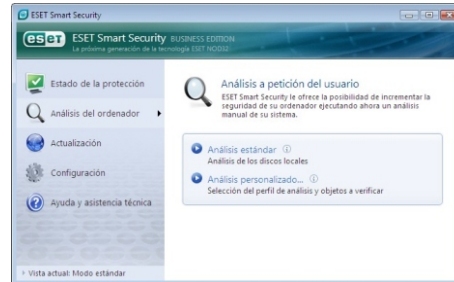 ESET Smart Security
eseT ESET Smart Security BUSINESS EDITION
La próxima generación de la tecnología ESET NOD32
Estado de la protección
Análisis del ordenador
Actualización
Configuración
Ayuda y asistencia técnica
Vista actual: Modo estándar
Análisis a petición del usuario
ESET Smart Security le ofrece la posibilidad de incrementar la
seguridad de su ordenador ejecutando ahora un análisis
manual de su sistema.
Análisis estándar
Análisis de los discos locales
Análisis personalizado...
Selección del perfil de análisis y objetos a verificar